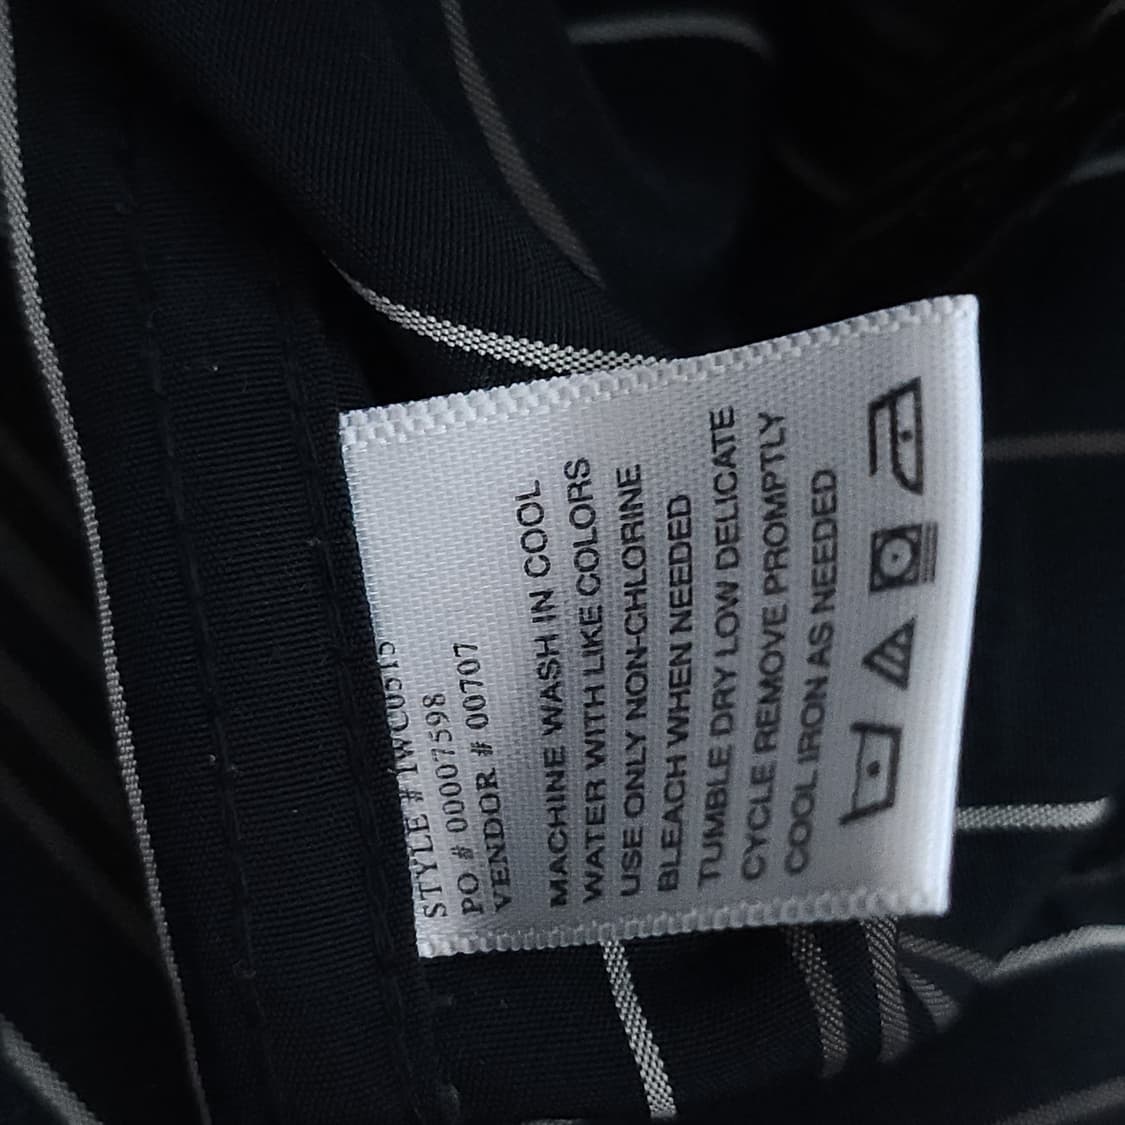 STYLE #
PO # 00007598
VENDOR # 00707
MACHINE WASH IN COOL
WATER WITH LIKE COLORS
USE ONLY NON-CHLORINE
BLEACH WHEN NEEDED
TUMBLE DRY LOW DELICATE
CYCLE REMOVE PROMPTLY
COOL IRON AS NEEDED